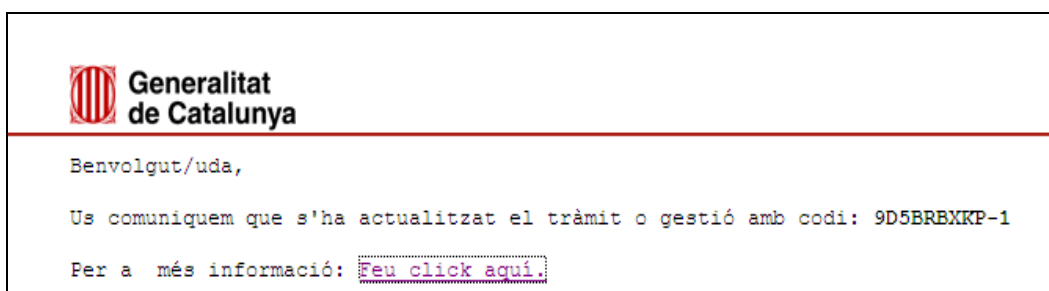 Generalitat
de Catalunya
Benvolgut/uda,
Us comuniquem que s'ha actualitzat el tràmit o gestió amb codi: 9D5BRBXKP-1
Per a  més informació: Feu click aquí.